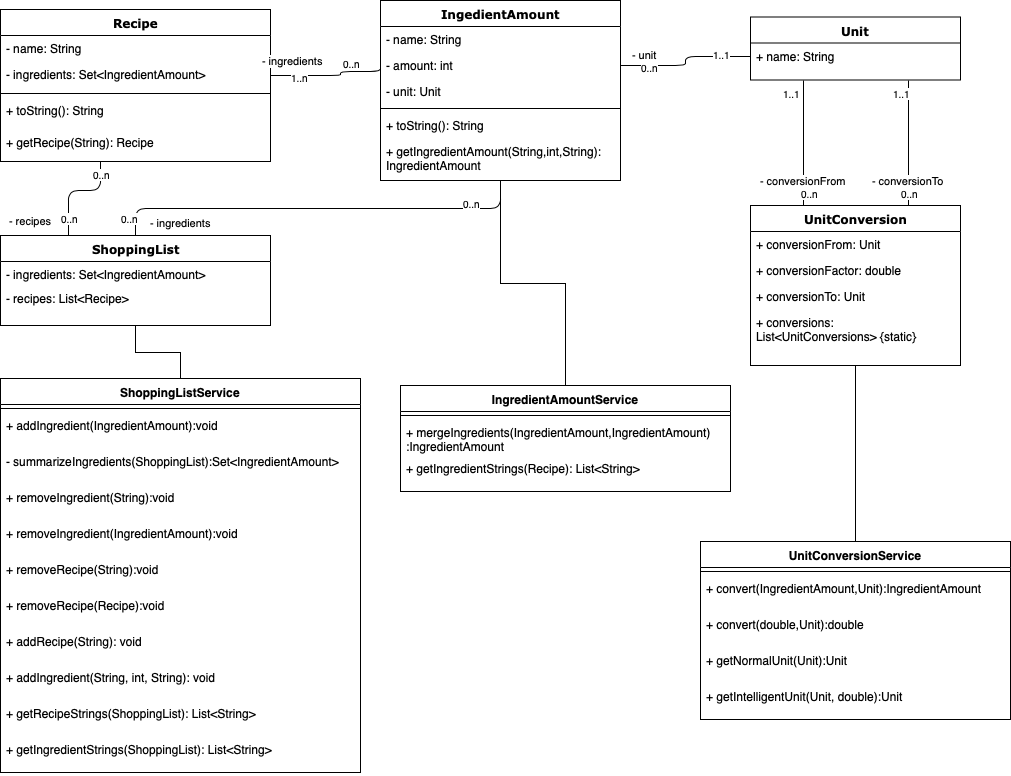 Recipe
- name: String
- ingredients: Set<IngredientAmount>
+ toString(): String
+ getRecipe(String): Recipe
- ingredients
1..n
0..n
IngedientAmount
- name: String
- amount: int
- unit: Unit
+ toString(): String
+ getIngredientAmount(String,int,String):
IngredientAmount
- unit
0..n
1..1
Unit
+ name: String
1..1
1..1
- conversionFrom
0..n
- conversionTo
0..n
0..n
- recipes
0..n
0..n
- ingredients
0..n
ShoppingList
- ingredients: Set<IngredientAmount>
- recipes: List<Recipe>
UnitConversion
+ conversionFrom: Unit
+ conversionFactor: double
+ conversionTo: Unit
+ conversions:
List<UnitConversions> {static}
ShoppingListService
+ addIngredient(IngredientAmount):void
- summarizeIngredients(ShoppingList):Set<IngredientAmount>
+ removeIngredient(String):void
+ removeIngredient(IngredientAmount):void
+ removeRecipe(String):void
+ removeRecipe(Recipe):void
+ addRecipe(String): void
+ addIngredient(String, int, String): void
+ getRecipeStrings(ShoppingList): List<String>
+ getIngredientStrings(ShoppingList): List<String>
IngredientAmountService
+ mergeIngredients(IngredientAmount,IngredientAmount)
:IngredientAmount
+ getIngredientStrings(Recipe): List<String>
UnitConversionService
+ convert(IngredientAmount,Unit):IngredientAmount
+ convert(double,Unit):double
+ getNormalUnit(Unit):Unit
+ getIntelligentUnit(Unit, double):Unit